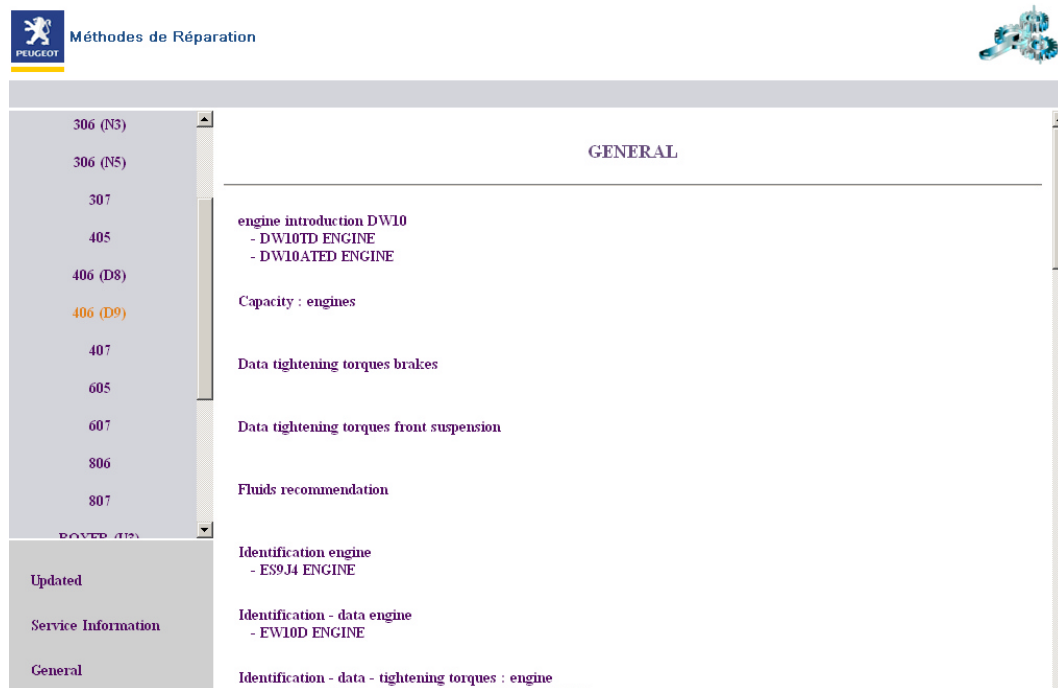 PEUGEOT
Méthodes de Réparation
306 (N3)
306 (N5)
307
405
406 (D8)
406 (D9)
407
605
607
806
807
Updated
Service Information
General
GENERAL
engine introduction DW10
- DW10TD ENGINE
- DW10ATED ENGINE
Capacity : engines
Data tightening torques brakes
Data tightening torques front suspension
Fluids recommendation
Identification engine
- ES9J4 ENGINE
Identification - data engine
- EW10D ENGINE
Identification - data - tightening torques : engine